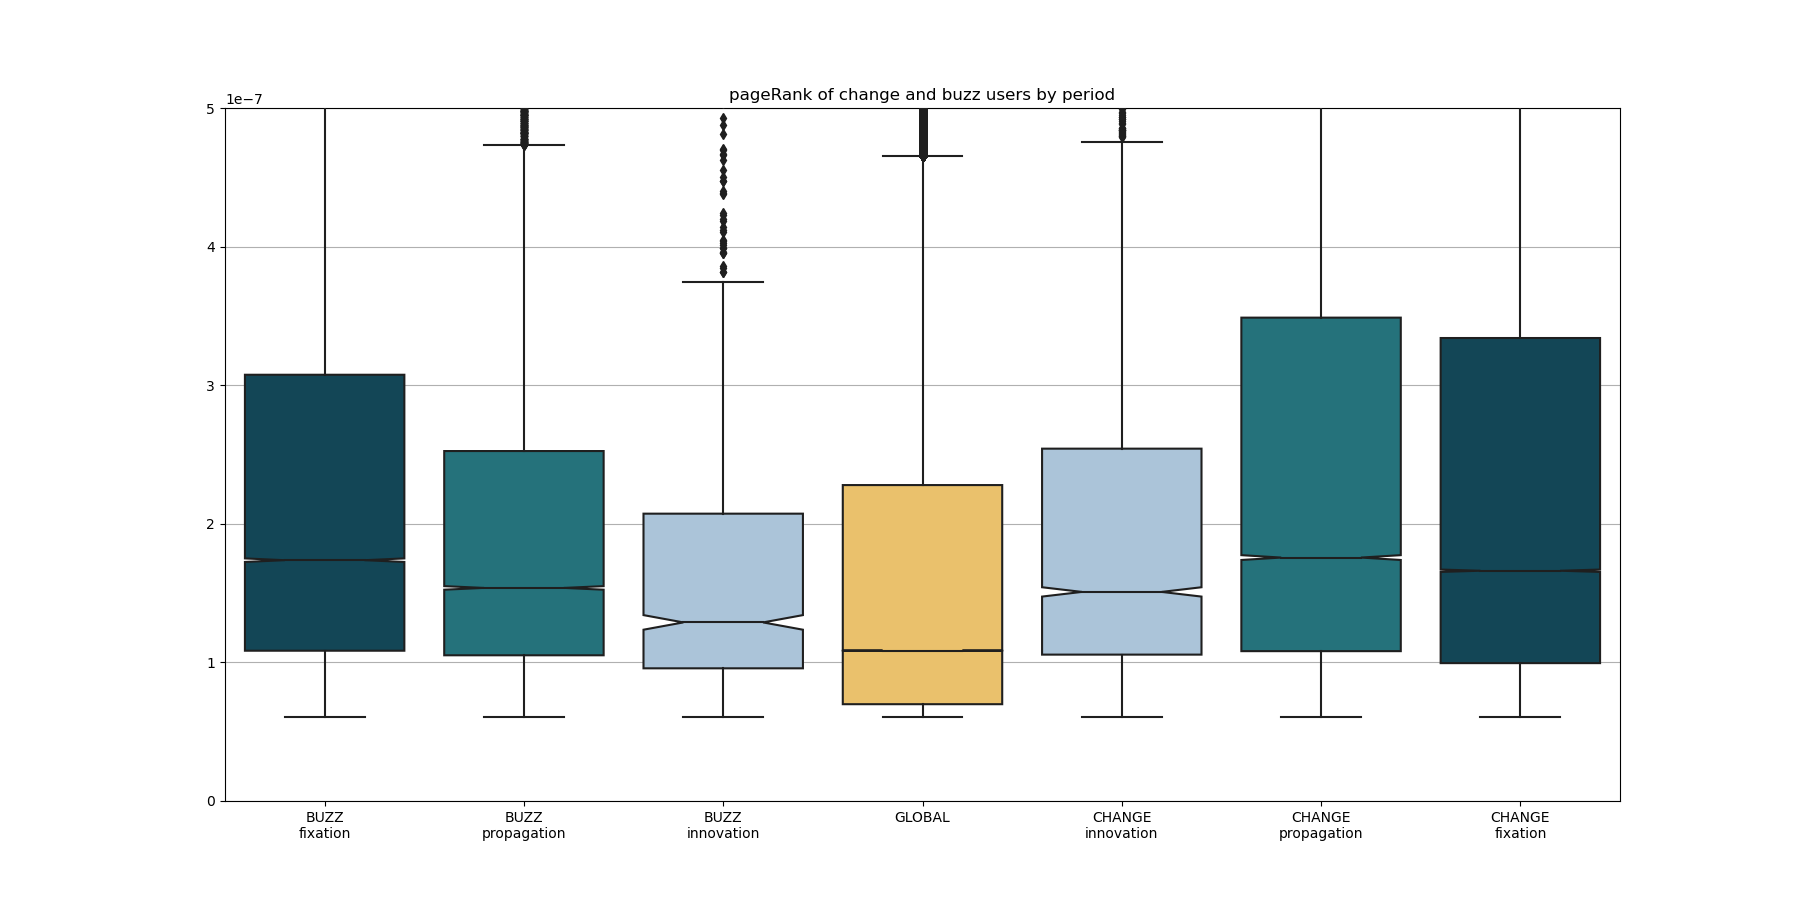 pageRank of change and buzz users by period
1e−7
5
4
3
2
1
0
BUZZ
fixation
BUZZ
propagation
BUZZ
innovation
GLOBAL
CHANGE
innovation
CHANGE
propagation
CHANGE
fixation